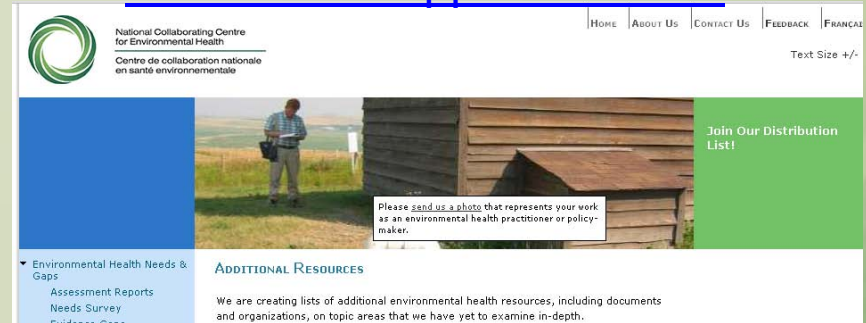 National Collaborating Centre
for Environmental Health
Centre de collaboration nationale
en santé environnementale
HOME
ABOUT US
CONTACT US
FEEDBACK
FRANÇAI
Text Size +/-
Join Our Distribution
List!
Please send us a photo that represents your work
as an environmental health practitioner or policy-
maker.
Environmental Health Needs &
Gaps
Assessment Reports
Needs Survey
ADDITIONAL RESOURCES
We are creating lists of additional environmental health resources, including documents
and organizations, on topic areas that we have yet to examine in-depth.